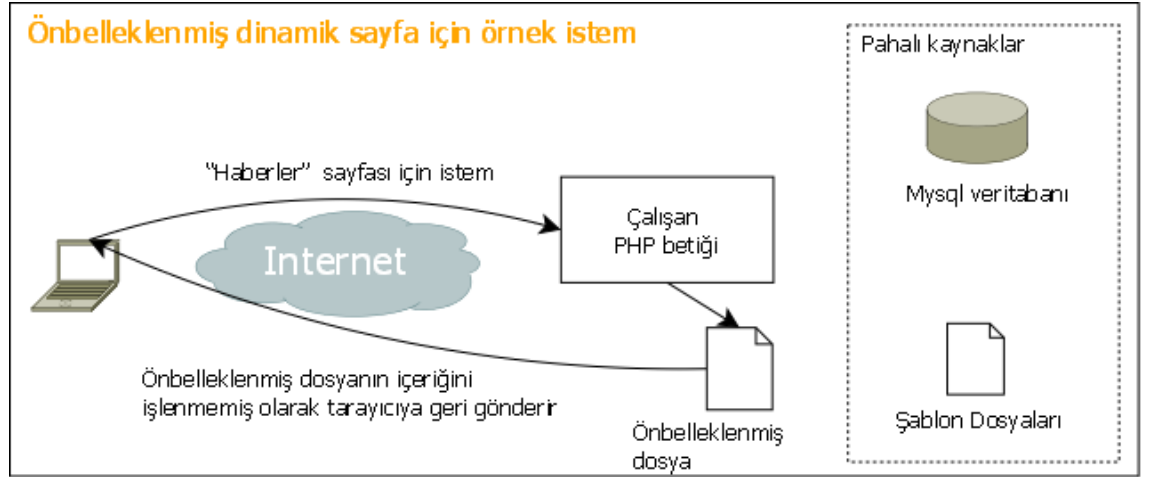 Önbelleklenmiş dinamik sayfa için örnek istem
Pahalı kaynaklar
Mysql veritabanı
"Haberler" sayfası için istem
Çalışan
PHP betiği
Internet
Önbelleklenmiş dosyanın içeriğini
işlenmemiş olarak tarayıcıya geri gönderir
Önbelleklenmiş
dosya
Şablon Dosyaları